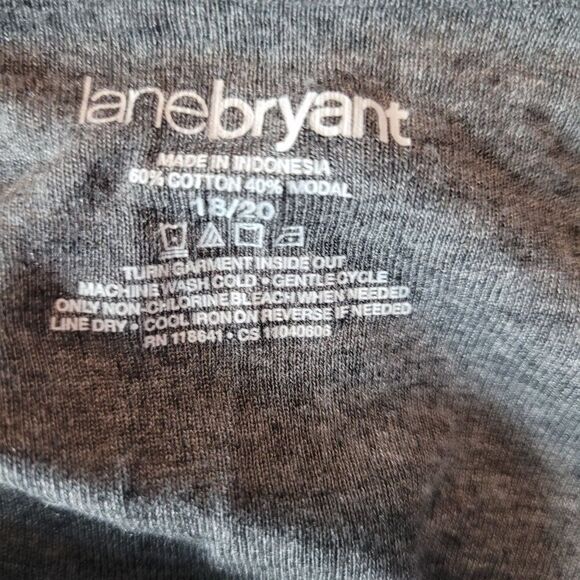 lanebryant
MADE IN INDONESIA
60% COTTON 40% MODAL
18/20
TURN GARMENT INSIDE OUT
MACHINE WASH COLD • GENTLE CYCLE
ONLY NON-CHLORINE BLEACH WHEN NEEDED
LINE DRY • COOL IRON ON REVERSE IF NEEDED
RN 118641 • CS 11040606